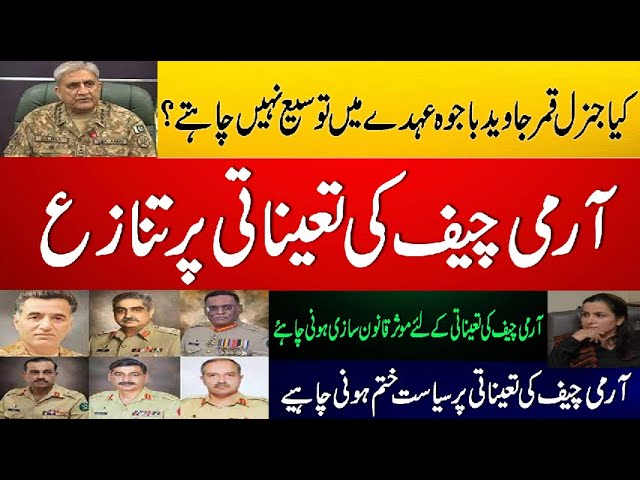 کیا جنرل قمر جاوید باجوہ عہدے میں توسیع نہیں چاہتے؟
آرمی چیف کی تعیناتی پر تنازع
آرمی چیف کی تعیناتی کے لئے موثر قانون سازی ہونی چاہئے
آرمی چیف کی تعیناتی پر سیاست ختم ہونی چاہیے